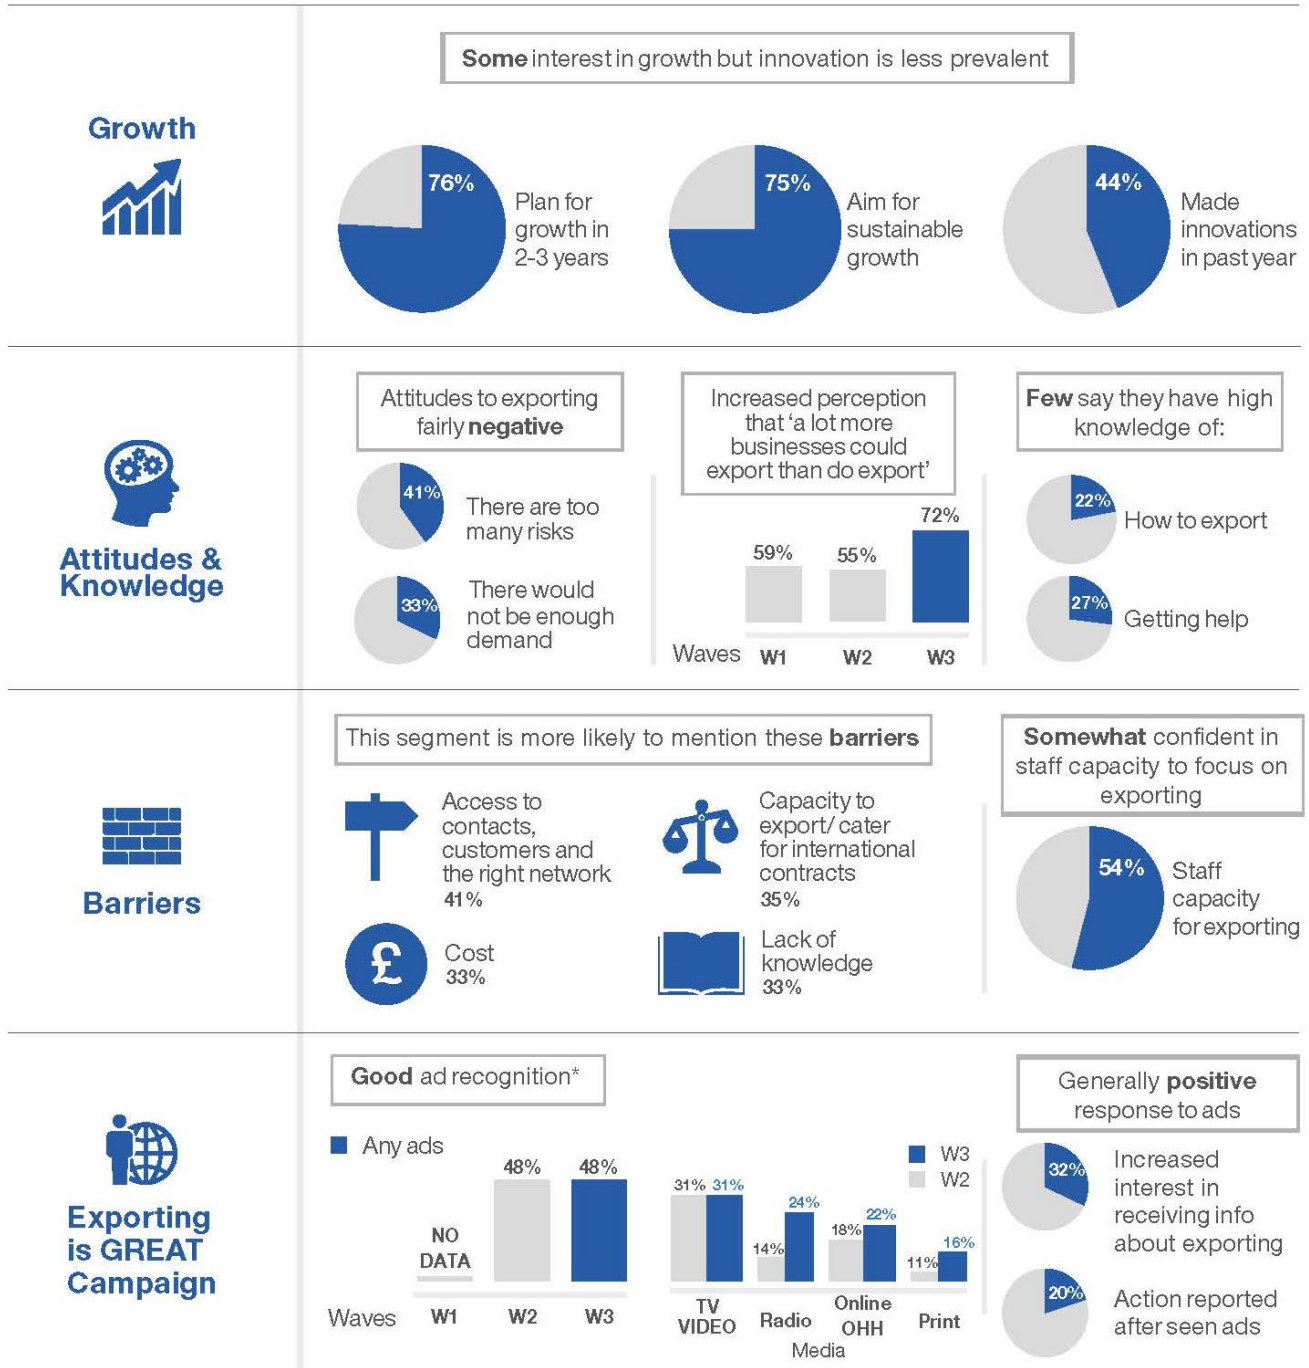 Growth
Some interest in growth but innovation is less prevalent
76%
Plan for
growth in
2-3 years
75%
Aim for
sustainable
growth
44%
Made
innovations
in past year
Attitudes &
Knowledge
Attitudes to exporting
fairly negative
41%
There are too
many risks
33%
There would
not be enough
demand
Increased perception
that ‘a lot more
businesses could
export than do export’
59%
55%
72%
Waves W1 W2 W3
Few say they have high
knowledge of:
22%
How to export
27%
Getting help
Barriers
This segment is more likely to mention these barriers
Access to
contacts,
customers and
the right network
41%
Capacity to
export/ cater
for international
contracts
35%
£
Cost
33%
Lack of
knowledge
33%
Somewhat confident in
staff capacity to focus on
exporting
54%
Staff
capacity
for exporting
Exporting
is GREAT
Campaign
Good ad recognition*
Any ads
NO
DATA
48%
48%
Waves W1 W2 W3
W3
W2
31% 31%
14% 24%
18% 22%
11% 16%
TV
VIDEO
Radio
Online
OHH
Print
Media
Generally positive
response to ads
32%
Increased
interest in
receiving info
about exporting
20%
Action reported
after seen ads